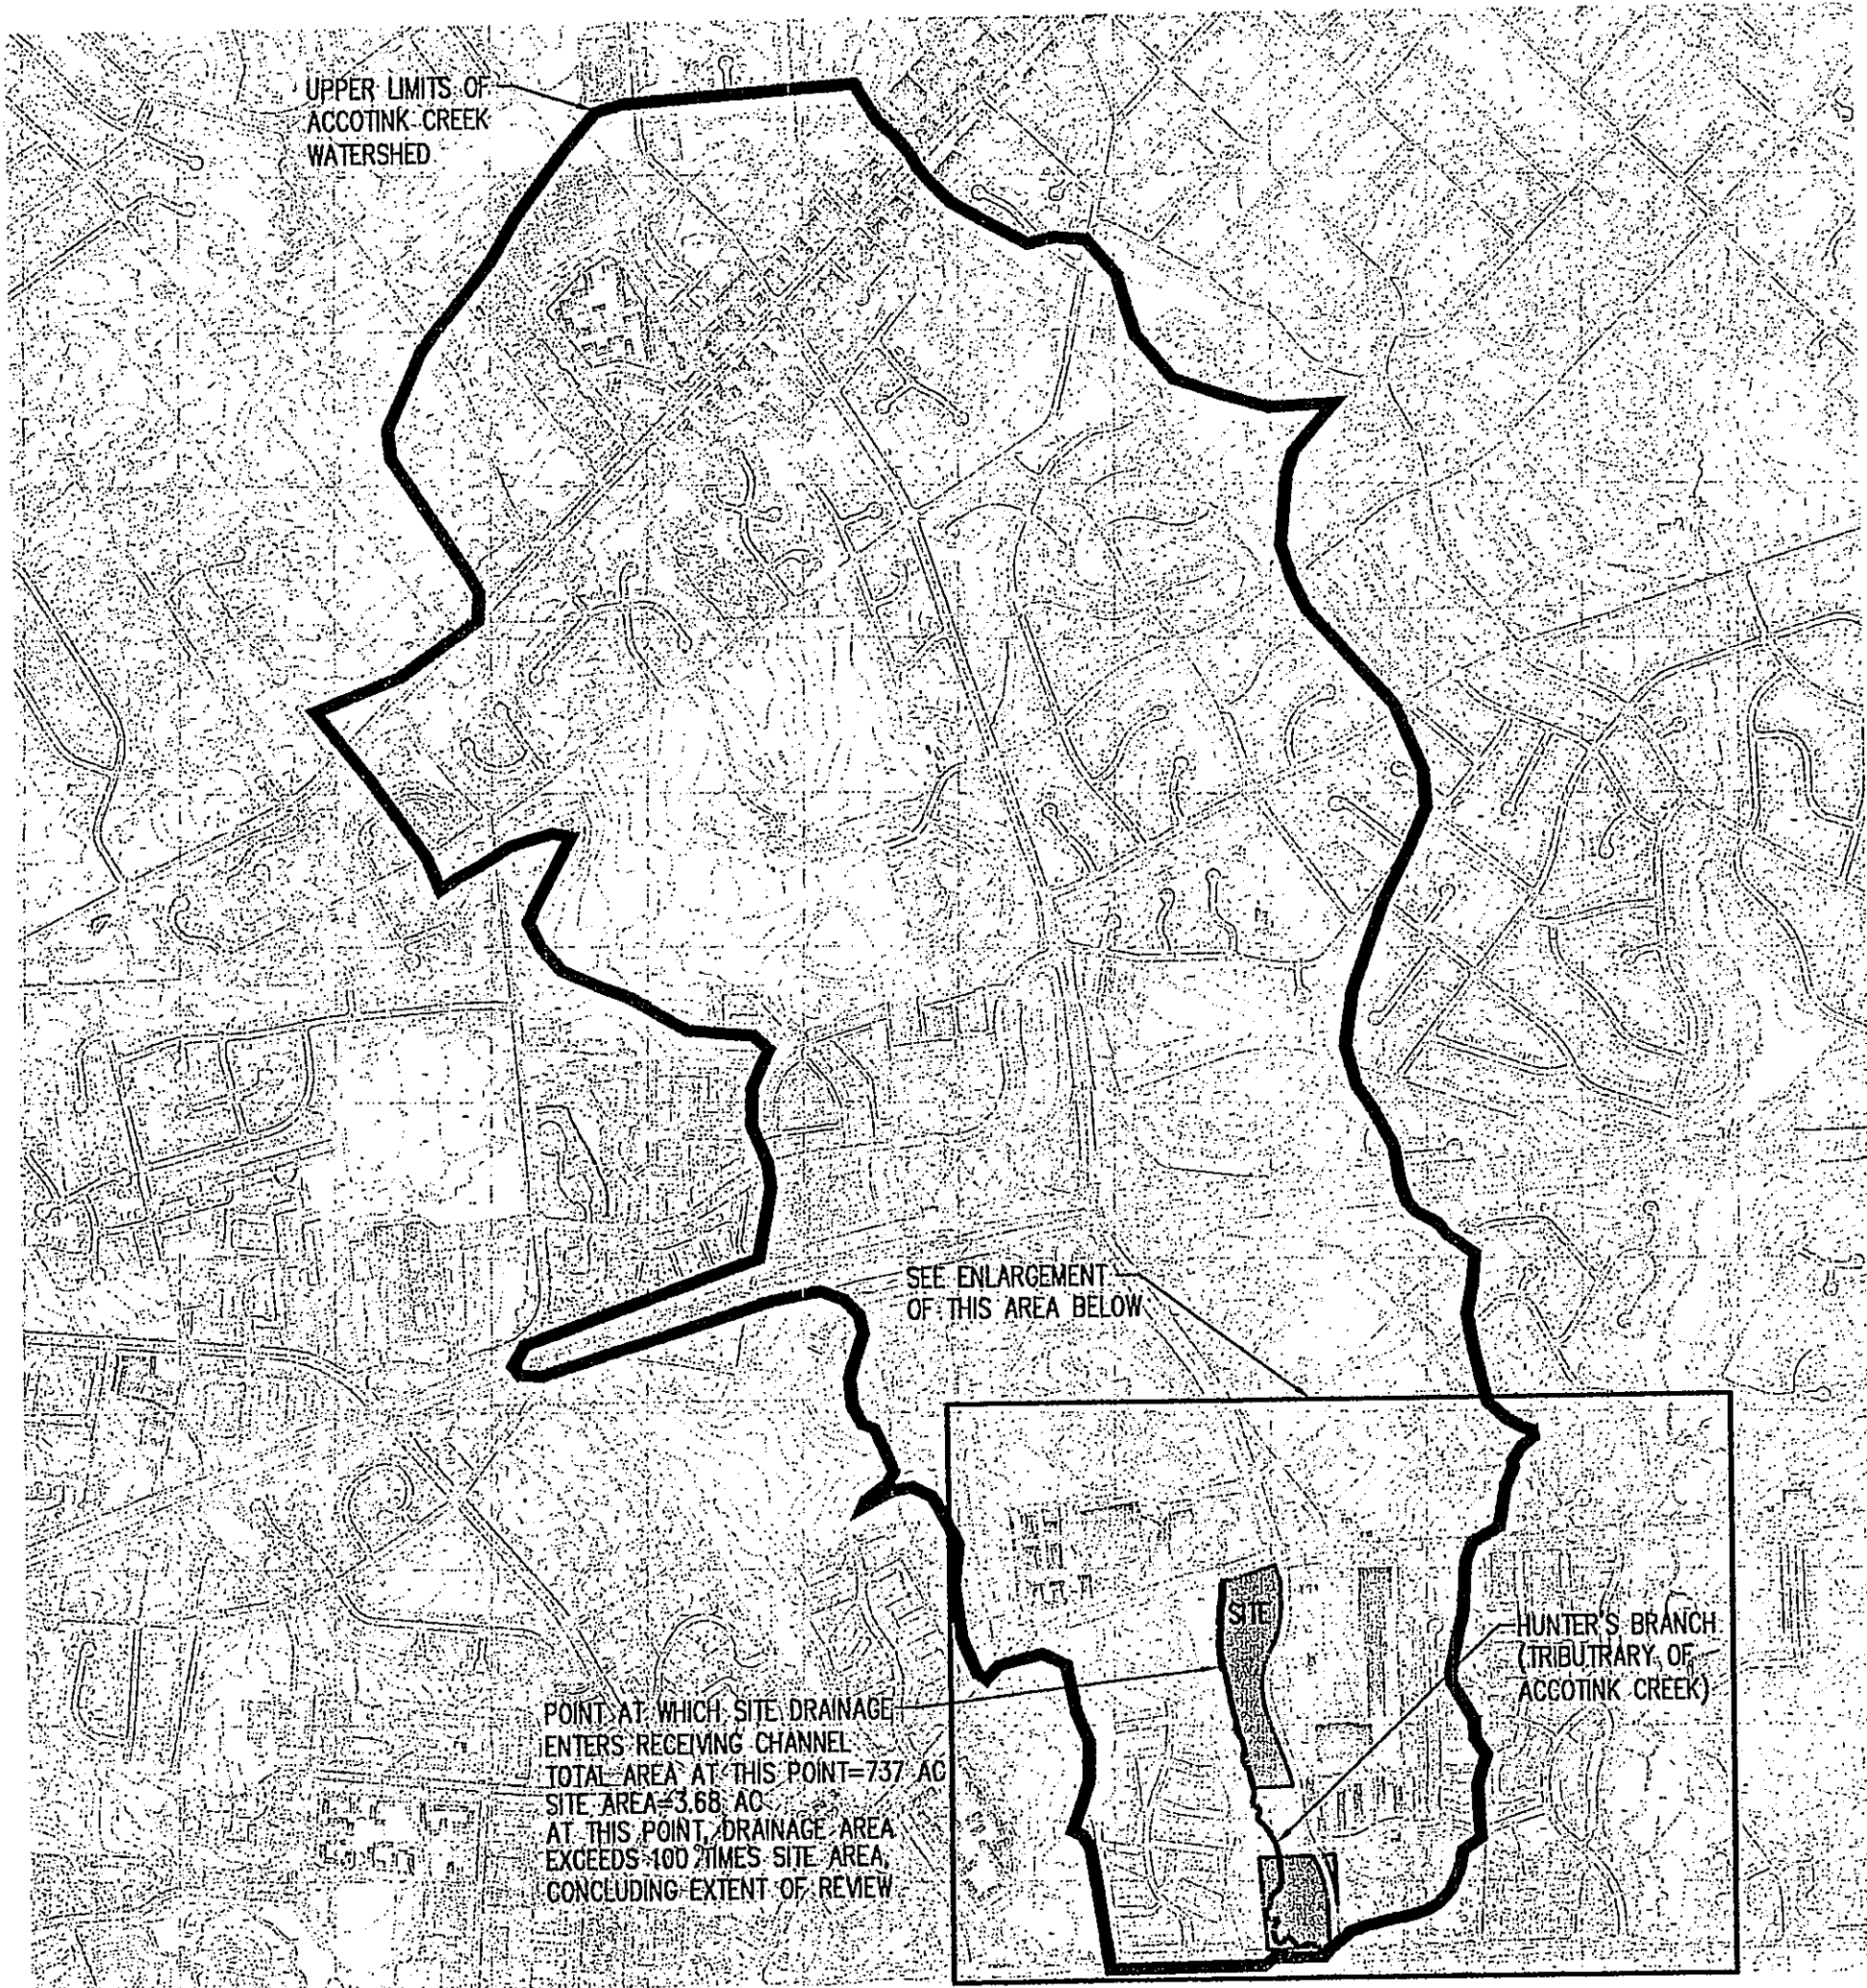 UPPER LIMITS OF
ACCOTINK CREEK
WATERSHED
SEE ENLARGEMENT
OF THIS AREA BELOW
SITE
HUNTER'S BRANCH
(TRIBUTRARY OF
ACCOTINK CREEK)
POINT AT WHICH SITE DRAINAGE
ENTERS RECEIVING CHANNEL
TOTAL AREA AT THIS POINT=737 AC
SITE AREA=3.68 AC
AT THIS POINT, DRAINAGE AREA
EXCEEDS 100 TIMES SITE AREA,
CONCLUDING EXTENT OF REVIEW